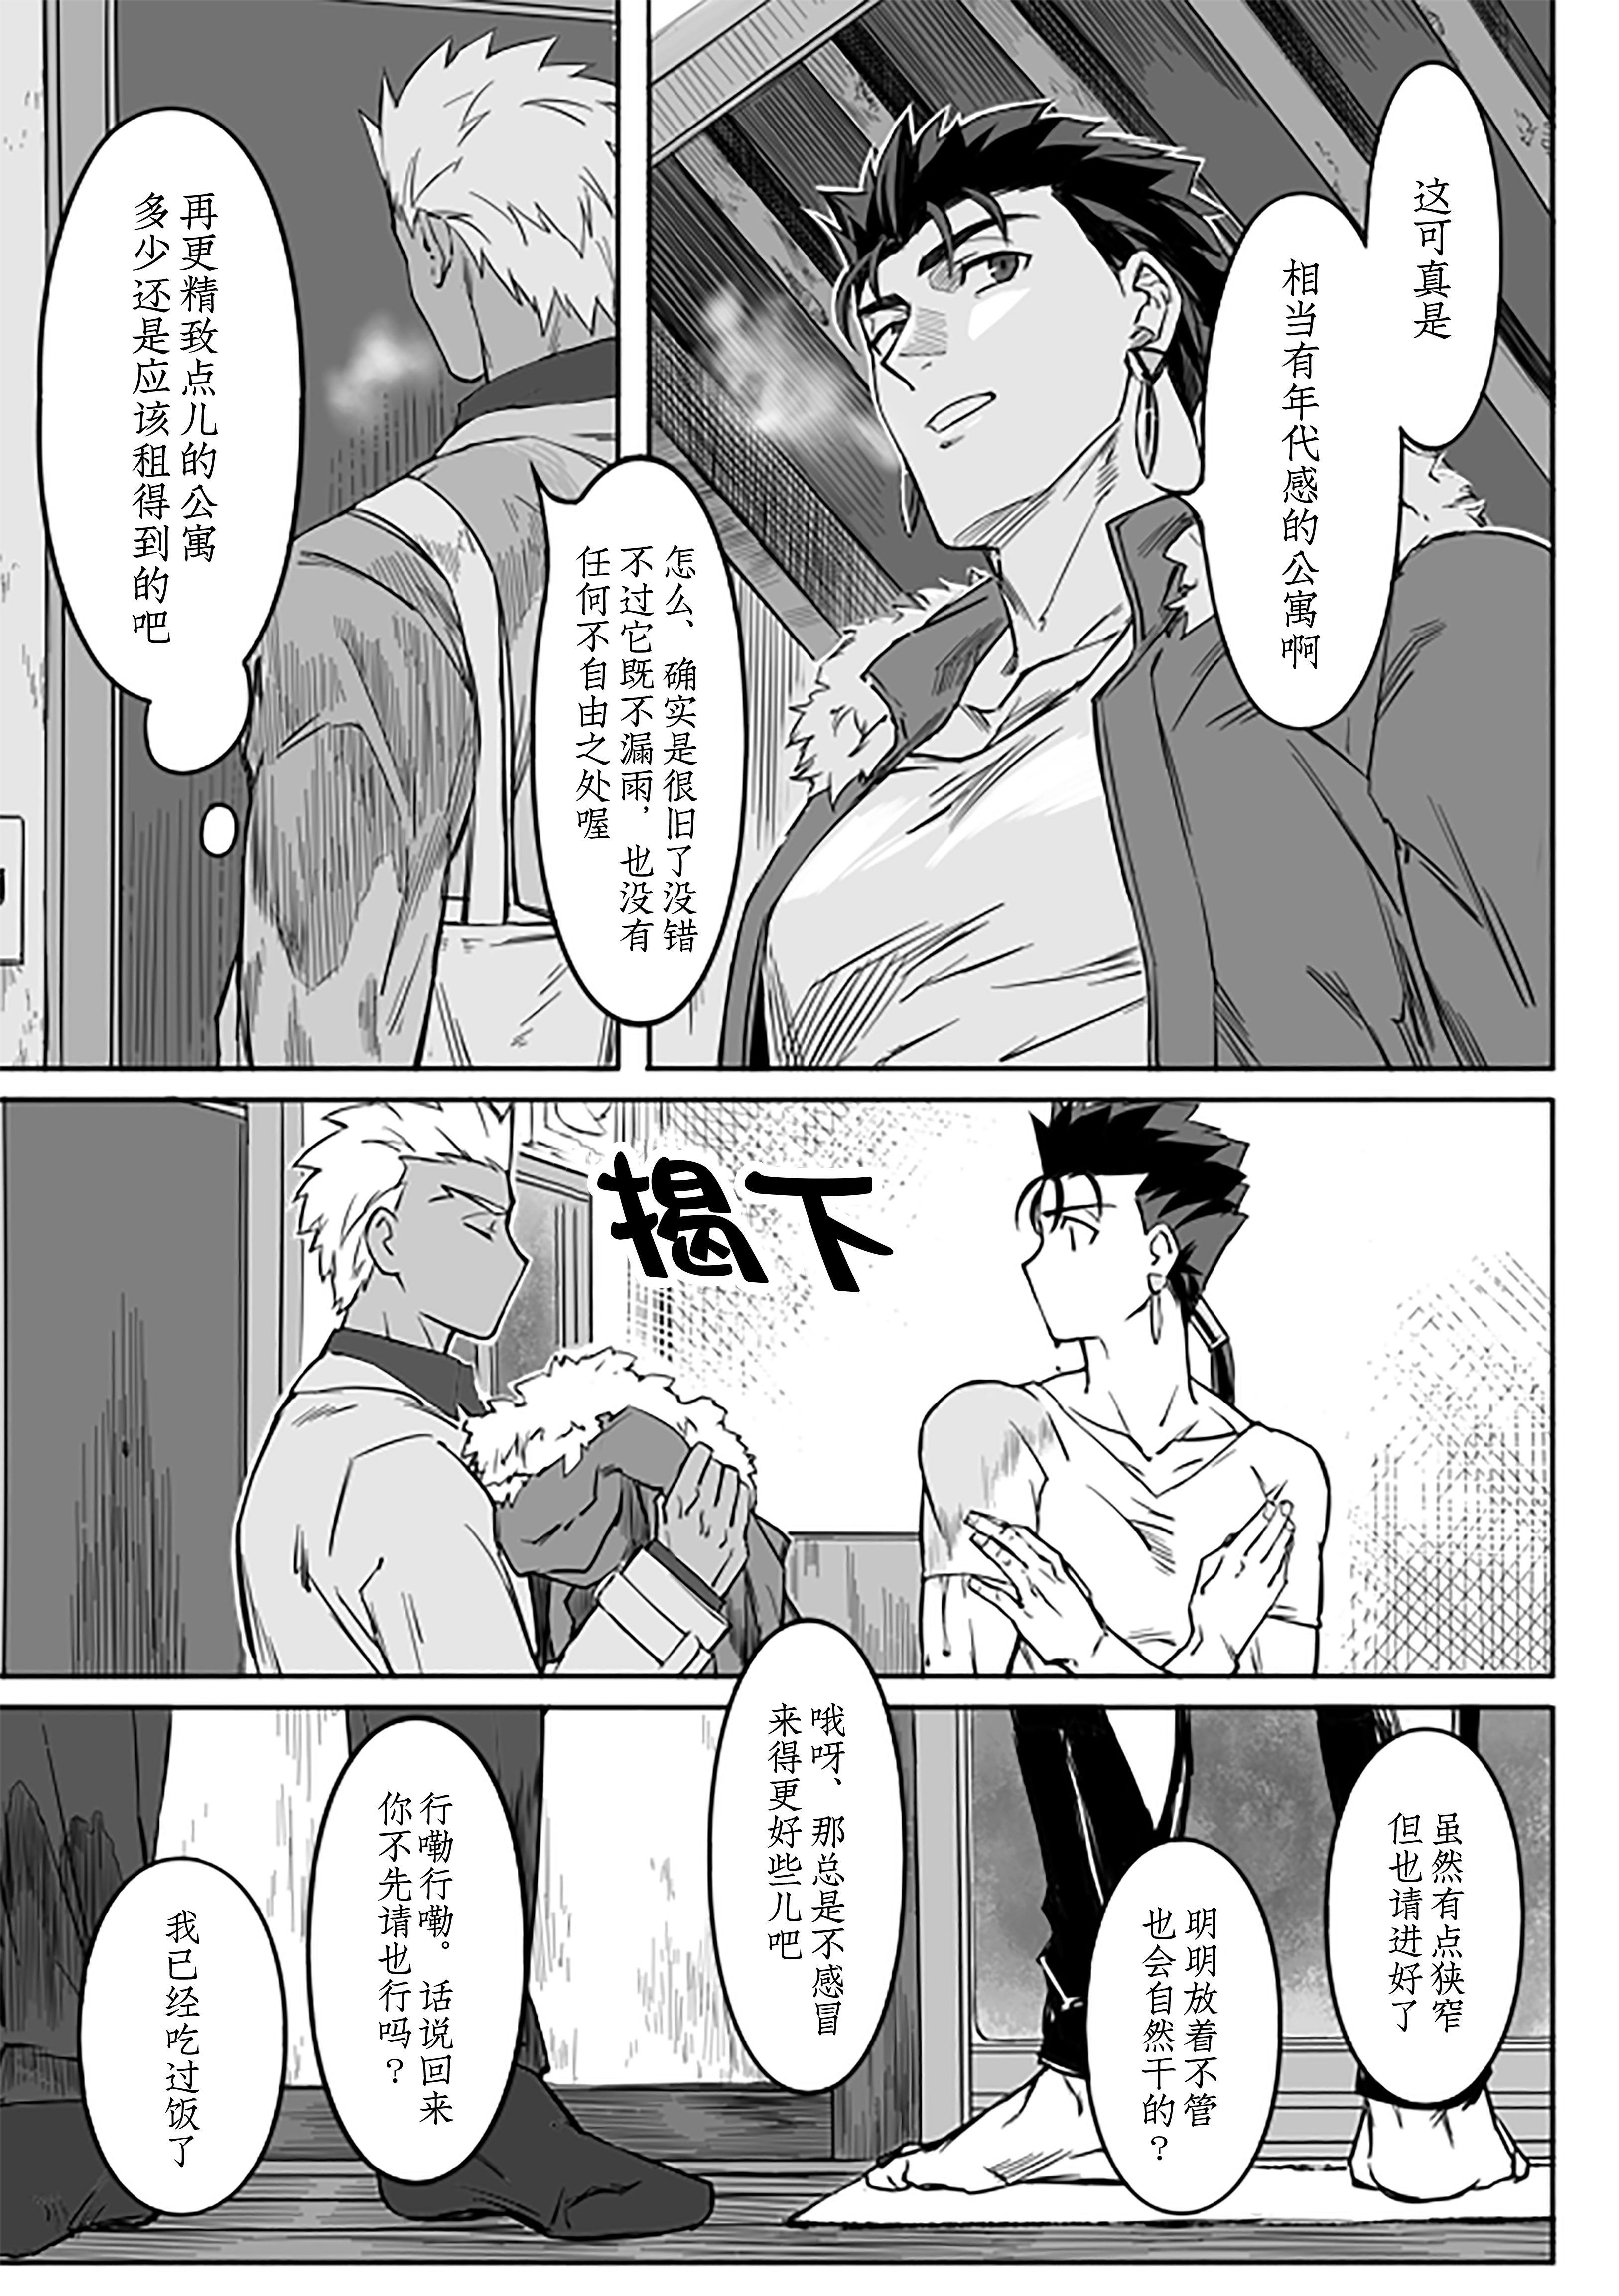 这可真是
相当有年代感的公寓啊
怎么、确实是很旧了没错
不过它既不漏雨，也没有
任何不自由之处喔
再更精致点儿的公寓
多少还是应该租得到的吧
揭下
虽然有点狭窄
但也请进好了
明明放着不管
也会自然干的？
哦呀、那总是不感冒
来得更好些儿吧
行嘞行嘞。话说回来
你不先请也行吗？
我已经吃过饭了